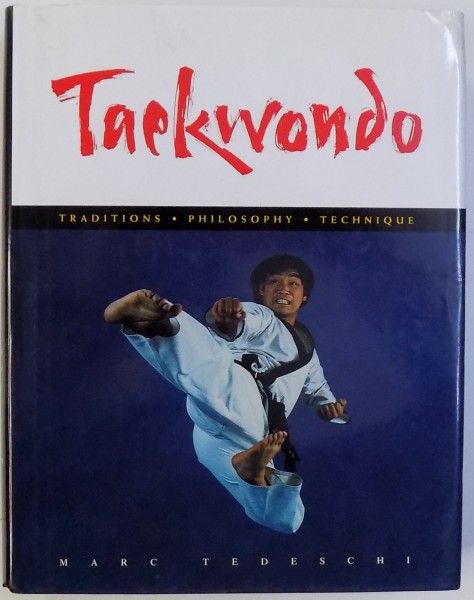 Taekwondo
TRADITIONS • PHILOSOPHY • TECHNIQUE
MARC TEDESCHI